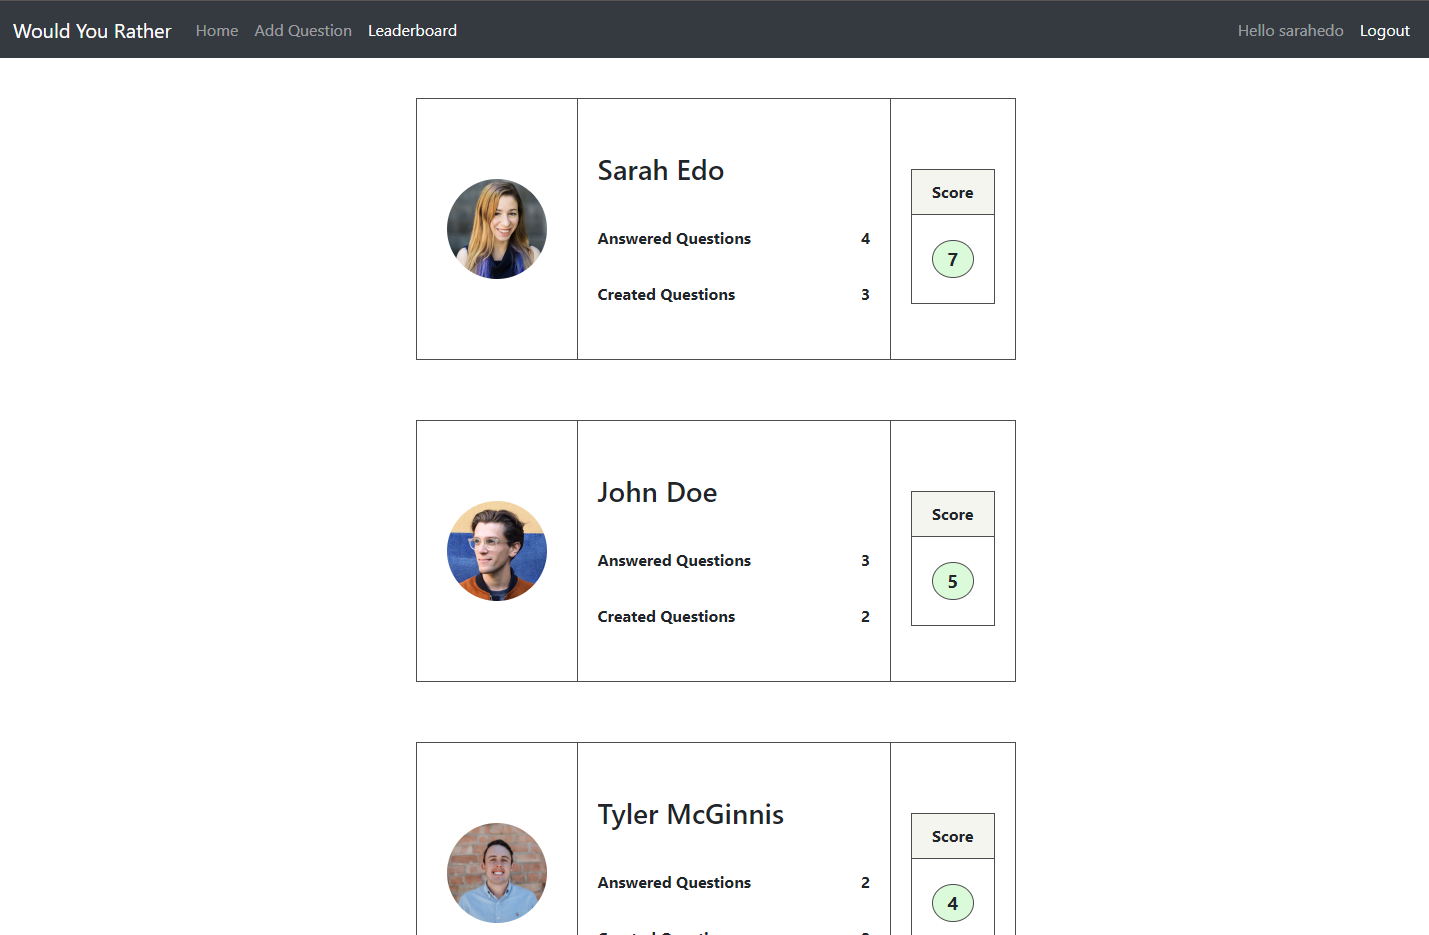 Would You Rather Home Add Question Leaderboard Hello sarahedo Logout
Sarah Edo
Answered Questions 4
Created Questions 3
Score
7
John Doe
Answered Questions 3
Created Questions 2
Score
5
Tyler McGinnis
Answered Questions 2
Score
4